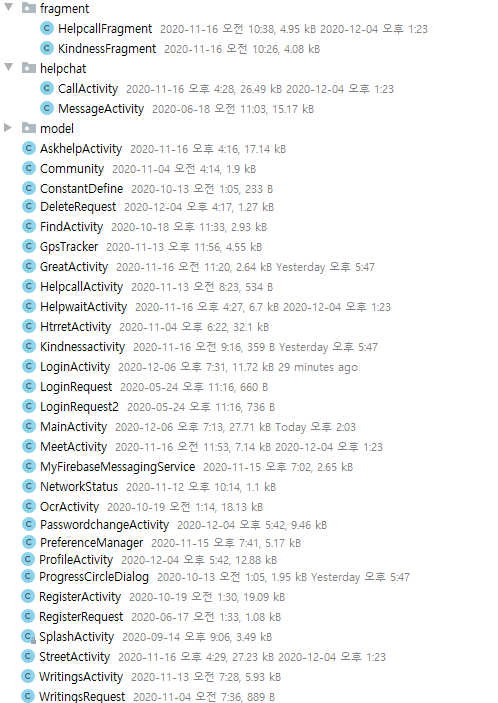 fragment
HelpcallFragment 2020-11-16 오전 10:38, 4.95 kB 2020-12-04 오후 1:23
KindnessFragment 2020-11-16 오전 10:26, 4.08 kB
helpchat
CallActivity 2020-11-16 오후 4:28, 26.49 kB 2020-12-04 오후 1:23
MessageActivity 2020-06-18 오전 11:03, 15.17 kB
model
AskhelpActivity 2020-11-16 오후 4:16, 17.14 kB
Community 2020-11-04 오전 4:14, 1.9 kB
ConstantDefine 2020-10-13 오전 1:05, 233 B
DeleteRequest 2020-12-04 오후 4:17, 1.27 kB
FindActivity 2020-10-18 오후 11:33, 2.93 kB
GpsTracker 2020-11-13 오후 11:56, 4.55 kB
GreatActivity 2020-11-16 오전 11:20, 2.64 kB Yesterday 오후 5:47
HelpcallActivity 2020-11-13 오후 8:23, 534 B
HelpwaitActivity 2020-11-16 오후 4:27, 6.7 kB 2020-12-04 오후 1:23
HtrretActivity 2020-11-04 오후 6:22, 32.1 kB
Kindnessactivity 2020-11-16 오전 9:16, 359 B Yesterday 오후 5:47
LoginActivity 2020-12-06 오후 7:31, 11.72 kB 29 minutes ago
LoginRequest 2020-05-24 오후 11:16, 660 B
LoginRequest2 2020-05-24 오후 11:16, 736 B
MainActivity 2020-12-06 오후 7:13, 27.71 kB Today 오후 2:03
MeetActivity 2020-11-16 오전 11:53, 7.14 kB 2020-12-04 오후 1:23
MyFirebaseMessagingService 2020-11-15 오후 7:02, 2.65 kB
NetworkStatus 2020-11-12 오후 10:14, 1.1 kB
OcrActivity 2020-10-19 오전 1:14, 18.13 kB
PasswordchangeActivity 2020-12-04 오후 5:42, 9.46 kB
PreferenceManager 2020-11-15 오후 7:41, 5.17 kB
ProfileActivity 2020-12-04 오후 5:42, 12.88 kB
ProgressCircleDialog 2020-10-13 오전 1:05, 1.95 kB Yesterday 오후 5:47
RegisterActivity 2020-10-19 오전 1:30, 19.09 kB
RegisterRequest 2020-06-17 오전 1:33, 1.08 kB
SplashActivity 2020-09-14 오후 9:06, 3.49 kB
StreetActivity 2020-11-16 오후 4:29, 27.23 kB 2020-12-04 오후 1:23
WritingsActivity 2020-11-13 오전 7:28, 5.93 kB
WritingsRequest 2020-11-04 오전 7:36, 889 B